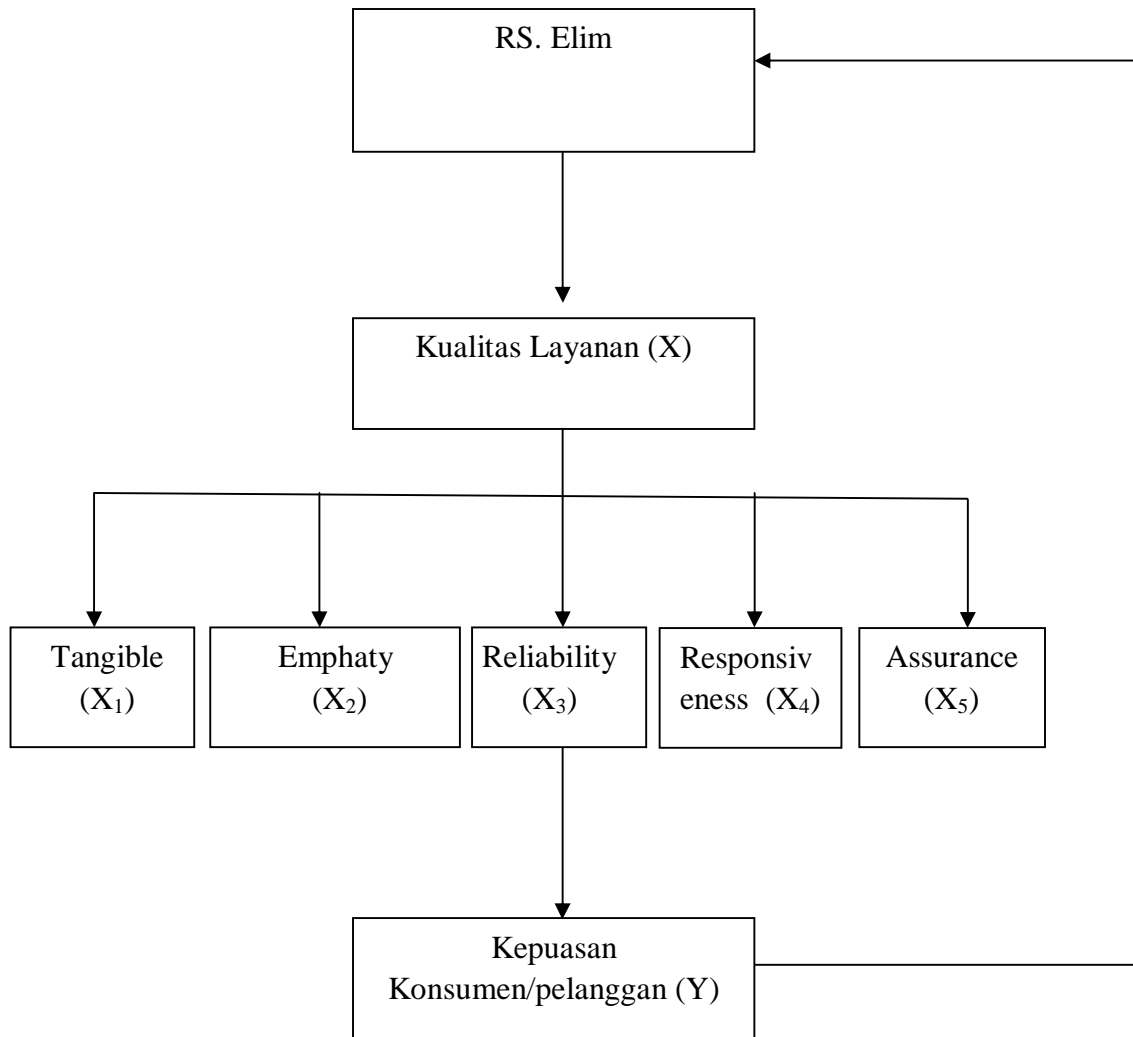 RS. Elim
Kualitas Layanan (X)
Tangible
(X₁)
Emphaty
(X₂)
Reliability
(X₃)
Responsiv
eness (X₄)
Assurance
(X₅)
Kepuasan
Konsumen/pelanggan (Y)